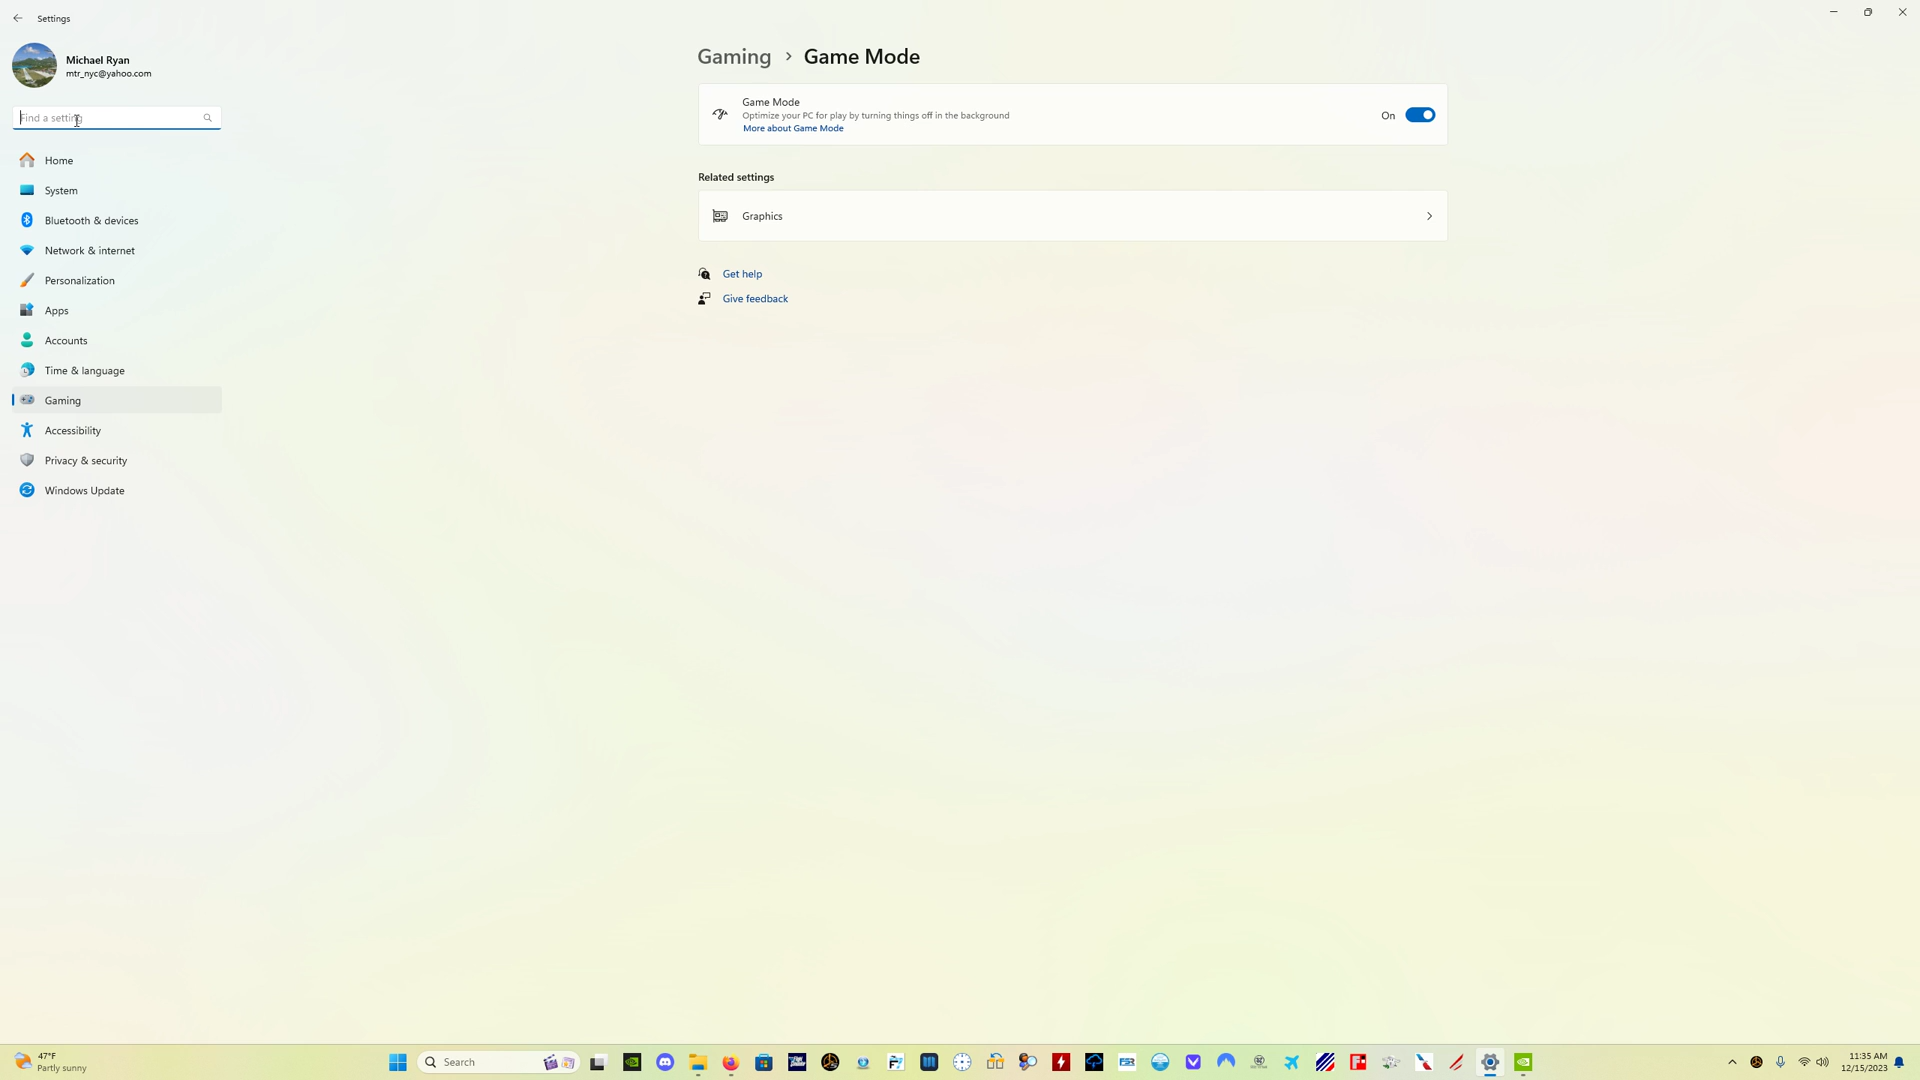 Settings
Michael Ryan
mtr_nyc@yahoo.com
Find a setting
Home
System
Bluetooth & devices
Network & internet
Personalization
Apps
Accounts
Time & language
Gaming
Accessibility
Privacy & security
Windows Update
Gaming > Game Mode
Game Mode
Optimize your PC for play by turning things off in the background
More about Game Mode
On
Related settings
Graphics
Get help
Give feedback
47°F
Partly sunny
Search
11:35 AM
12/15/2023